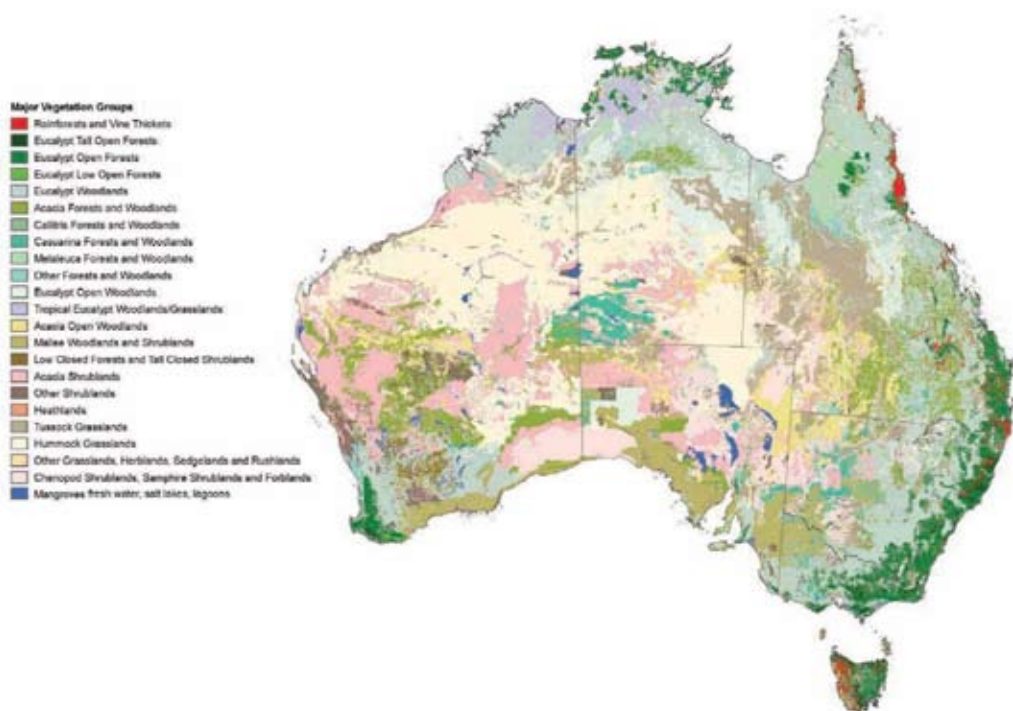 Major Vegetation Groups
Rainforests and Vine Thickets
Eucalypt Tall Open Forests
Eucalypt Open Forests
Eucalypt Low Open Forests
Eucalypt Woodlands
Acacia Forests and Woodlands
Callitris Forests and Woodlands
Casuarina Forests and Woodlands
Melaleuca Forests and Woodlands
Other Forests and Woodlands
Eucalypt Open Woodlands
Tropical Eucalypt Woodlands/Grasslands
Acacia Open Woodlands
Mallee Woodlands and Shrublands
Low Closed Forests and Tall Closed Shrublands
Acacia Shrublands
Other Shrublands
Heathlands
Tussock Grasslands
Hummock Grasslands
Other Grasslands, Herblands, Sedgelands and Rushlands
Chenopod Shrublands, Samphire Shrublands and Forblands
Mangroves fresh water, salt lakes, lagoons